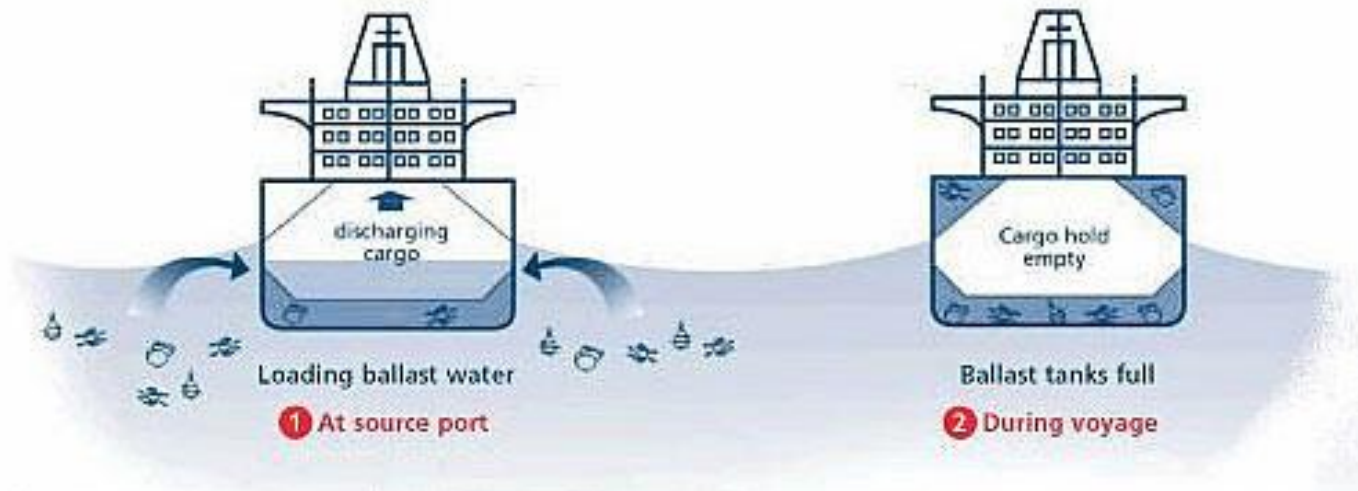 discharging
cargo
Loading ballast water
1 At source port
Cargo hold
empty
Ballast tanks full
2 During voyage